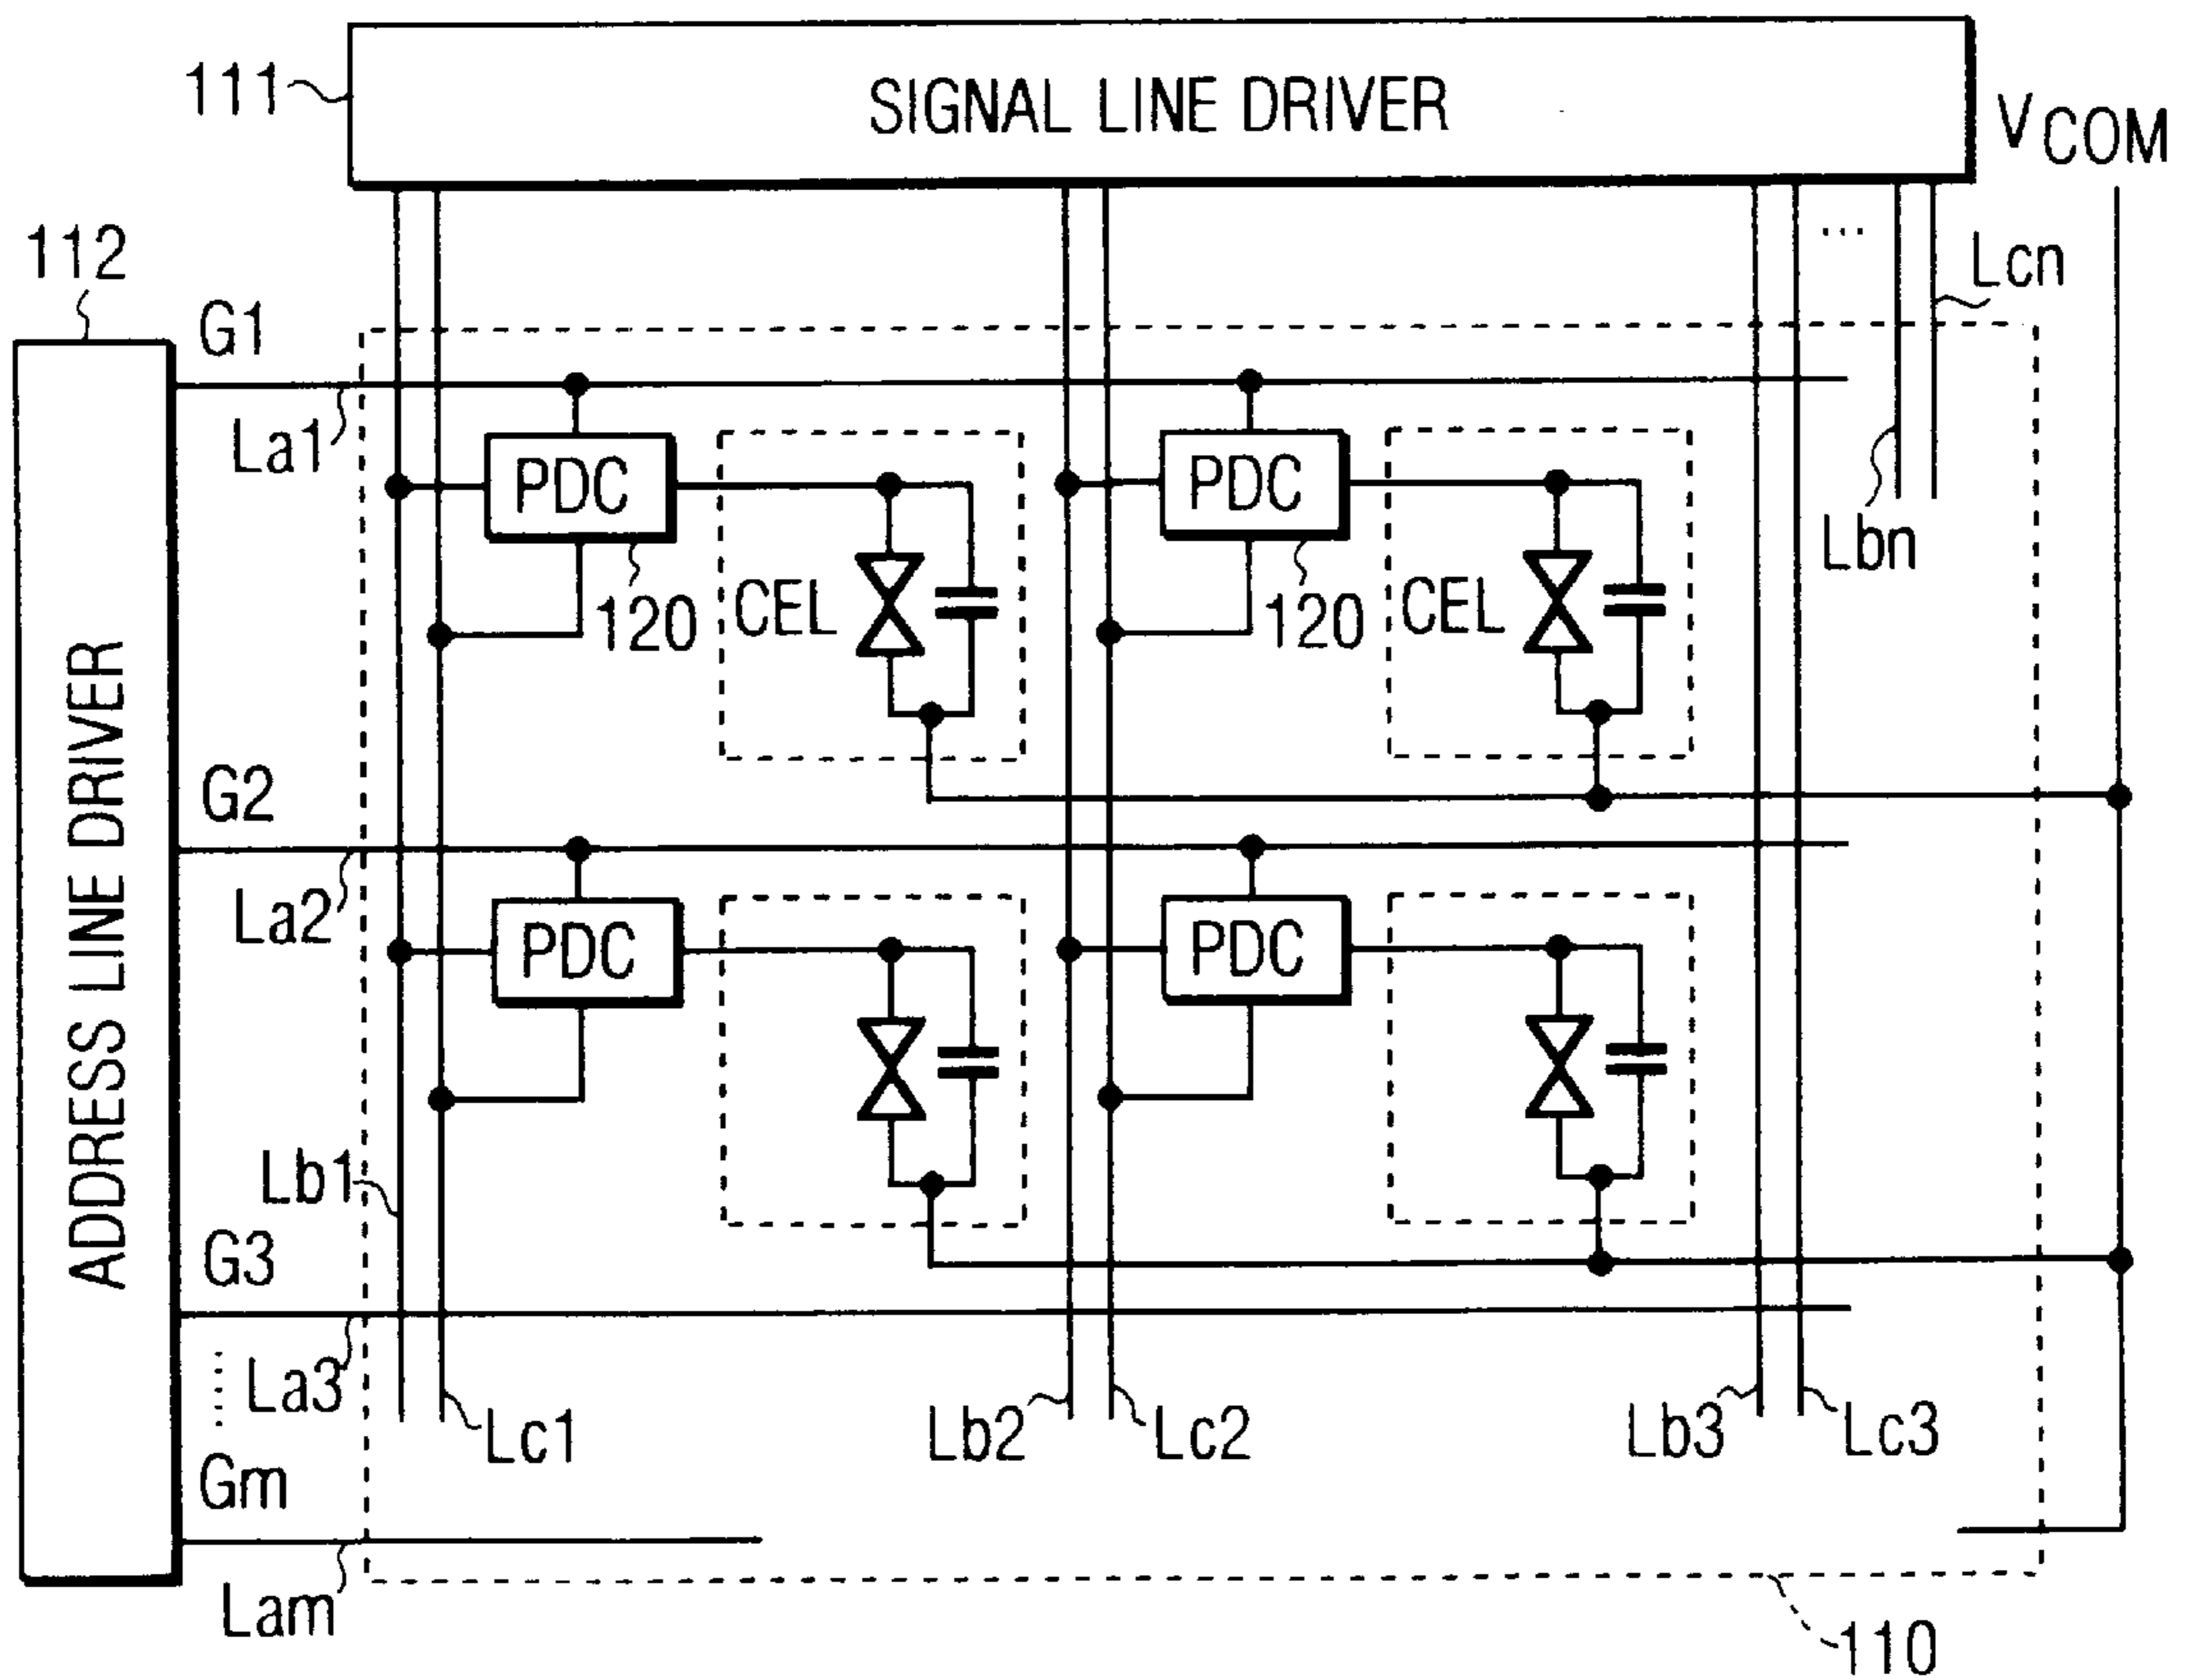 111
SIGNAL LINE DRIVER
VCOM
112
...
Lcn
G1
La1
PDC
PDC
Lbn
120
CEL
120
CEL
ADDRESS LINE DRIVER
G2
La2
PDC
PDC
Lb1
G3
La3
Lc1
Lb2
Lc2
Lb3
Lc3
Gm
Lam
110